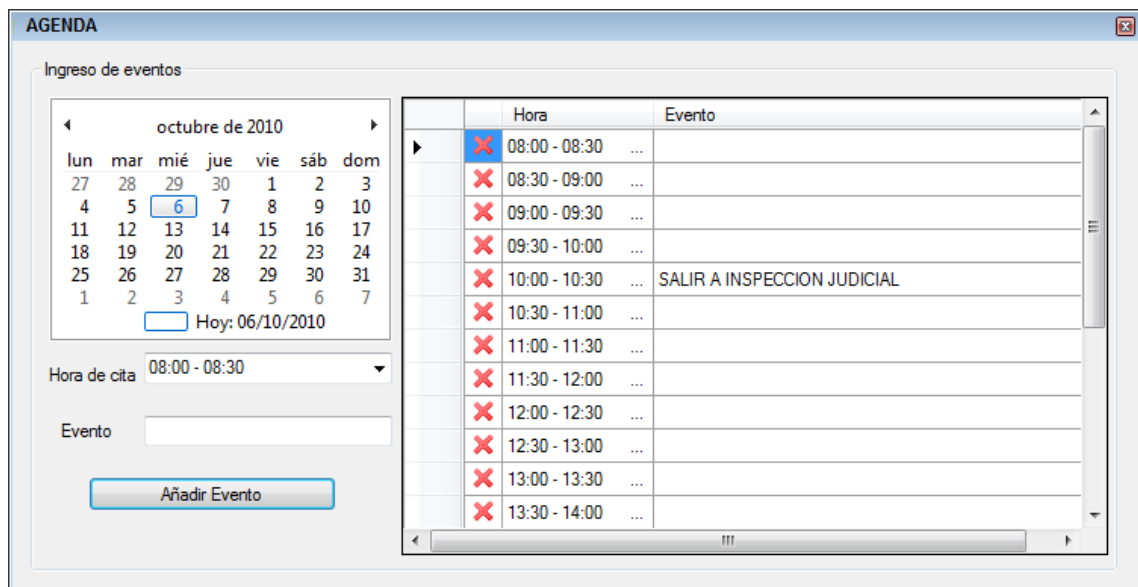 AGENDA
Ingreso de eventos
octubre de 2010
lun mar mié jue vie sáb dom
27 28 29 30 1 2 3
4 5 6 7 8 9 10
11 12 13 14 15 16 17
18 19 20 21 22 23 24
25 26 27 28 29 30 31
1 2 3 4 5 6 7
Hoy: 06/10/2010
Hora de cita 08:00 - 08:30
Evento
Añadir Evento
Hora Evento
08:00 - 08:30 ...
08:30 - 09:00 ...
09:00 - 09:30 ...
09:30 - 10:00 ...
10:00 - 10:30 ... SALIR A INSPECCION JUDICIAL
10:30 - 11:00 ...
11:00 - 11:30 ...
11:30 - 12:00 ...
12:00 - 12:30 ...
12:30 - 13:00 ...
13:00 - 13:30 ...
13:30 - 14:00 ...